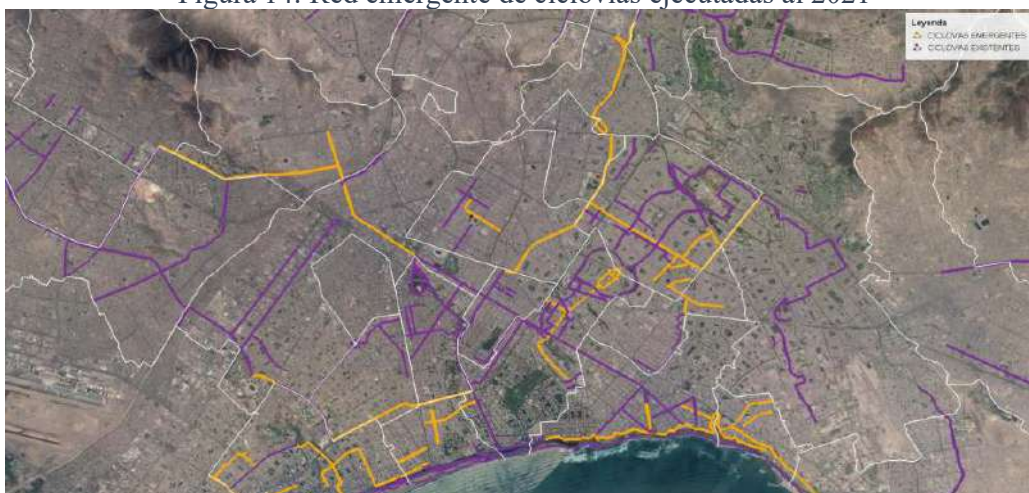 Figura 14. Red emergente de ciclovías ejecutadas al 2021
Leyenda
CICLOVIAS EMERGENTES
CICLOVIAS EXISTENTES